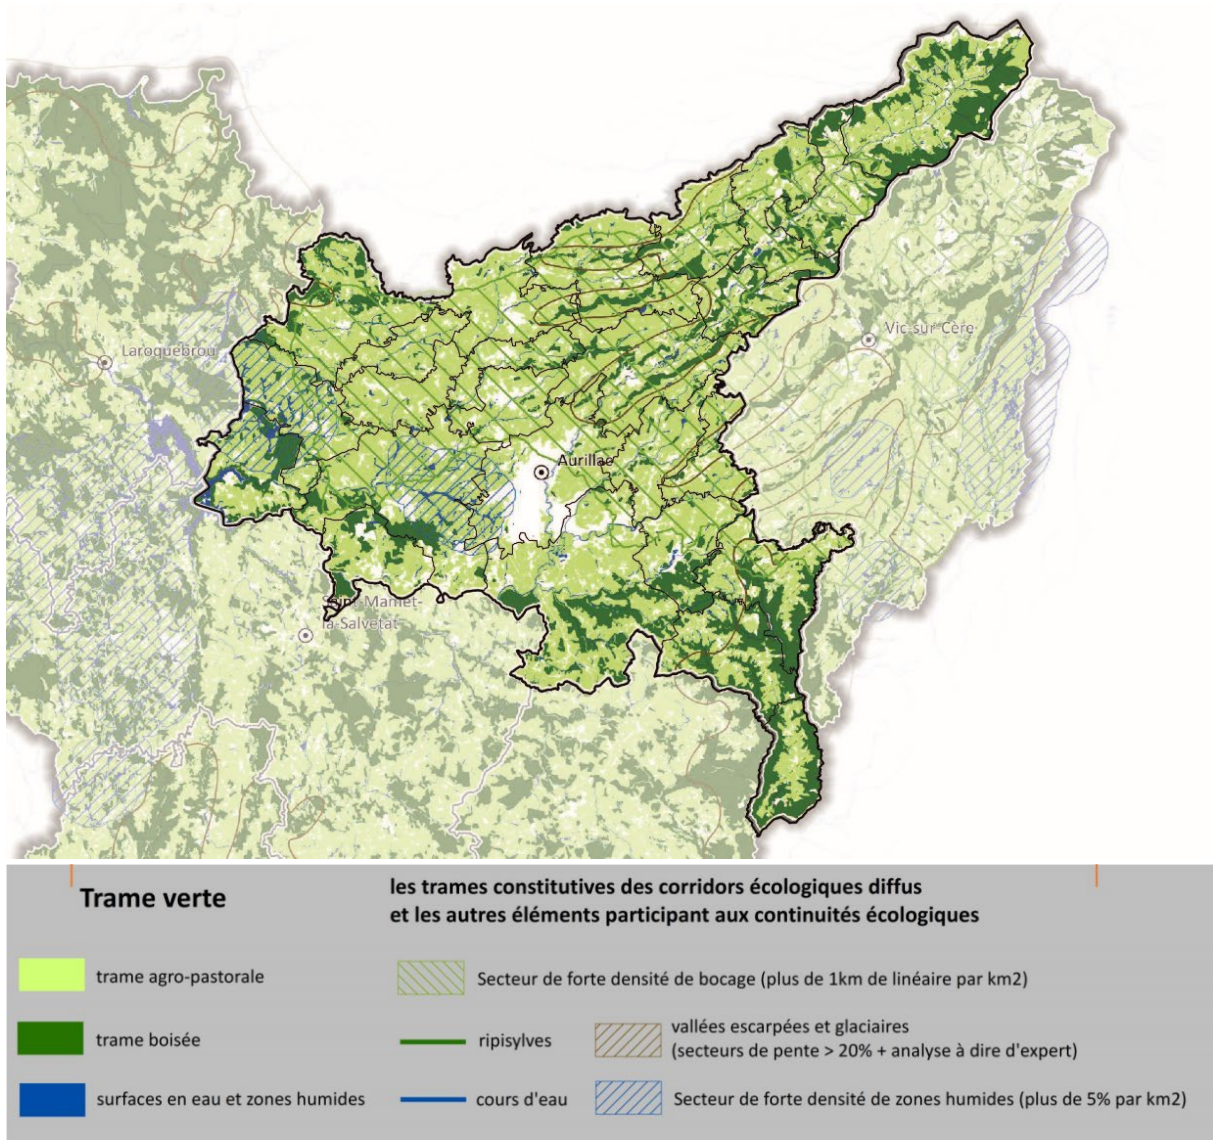 Laroquebrou
Vic-sur-Cère
Aurillac
Saint-Mamet-
la-Salvetat
Trame verte
les trames constitutives des corridors écologiques diffus
et les autres éléments participant aux continuités écologiques
trame agro-pastorale
Secteur de forte densité de bocage (plus de 1km de linéaire par km2)
trame boisée
ripisylves
vallées escarpées et glaciaires
(secteurs de pente > 20% + analyse à dire d'expert)
surfaces en eau et zones humides
cours d'eau
Secteur de forte densité de zones humides (plus de 5% par km2)